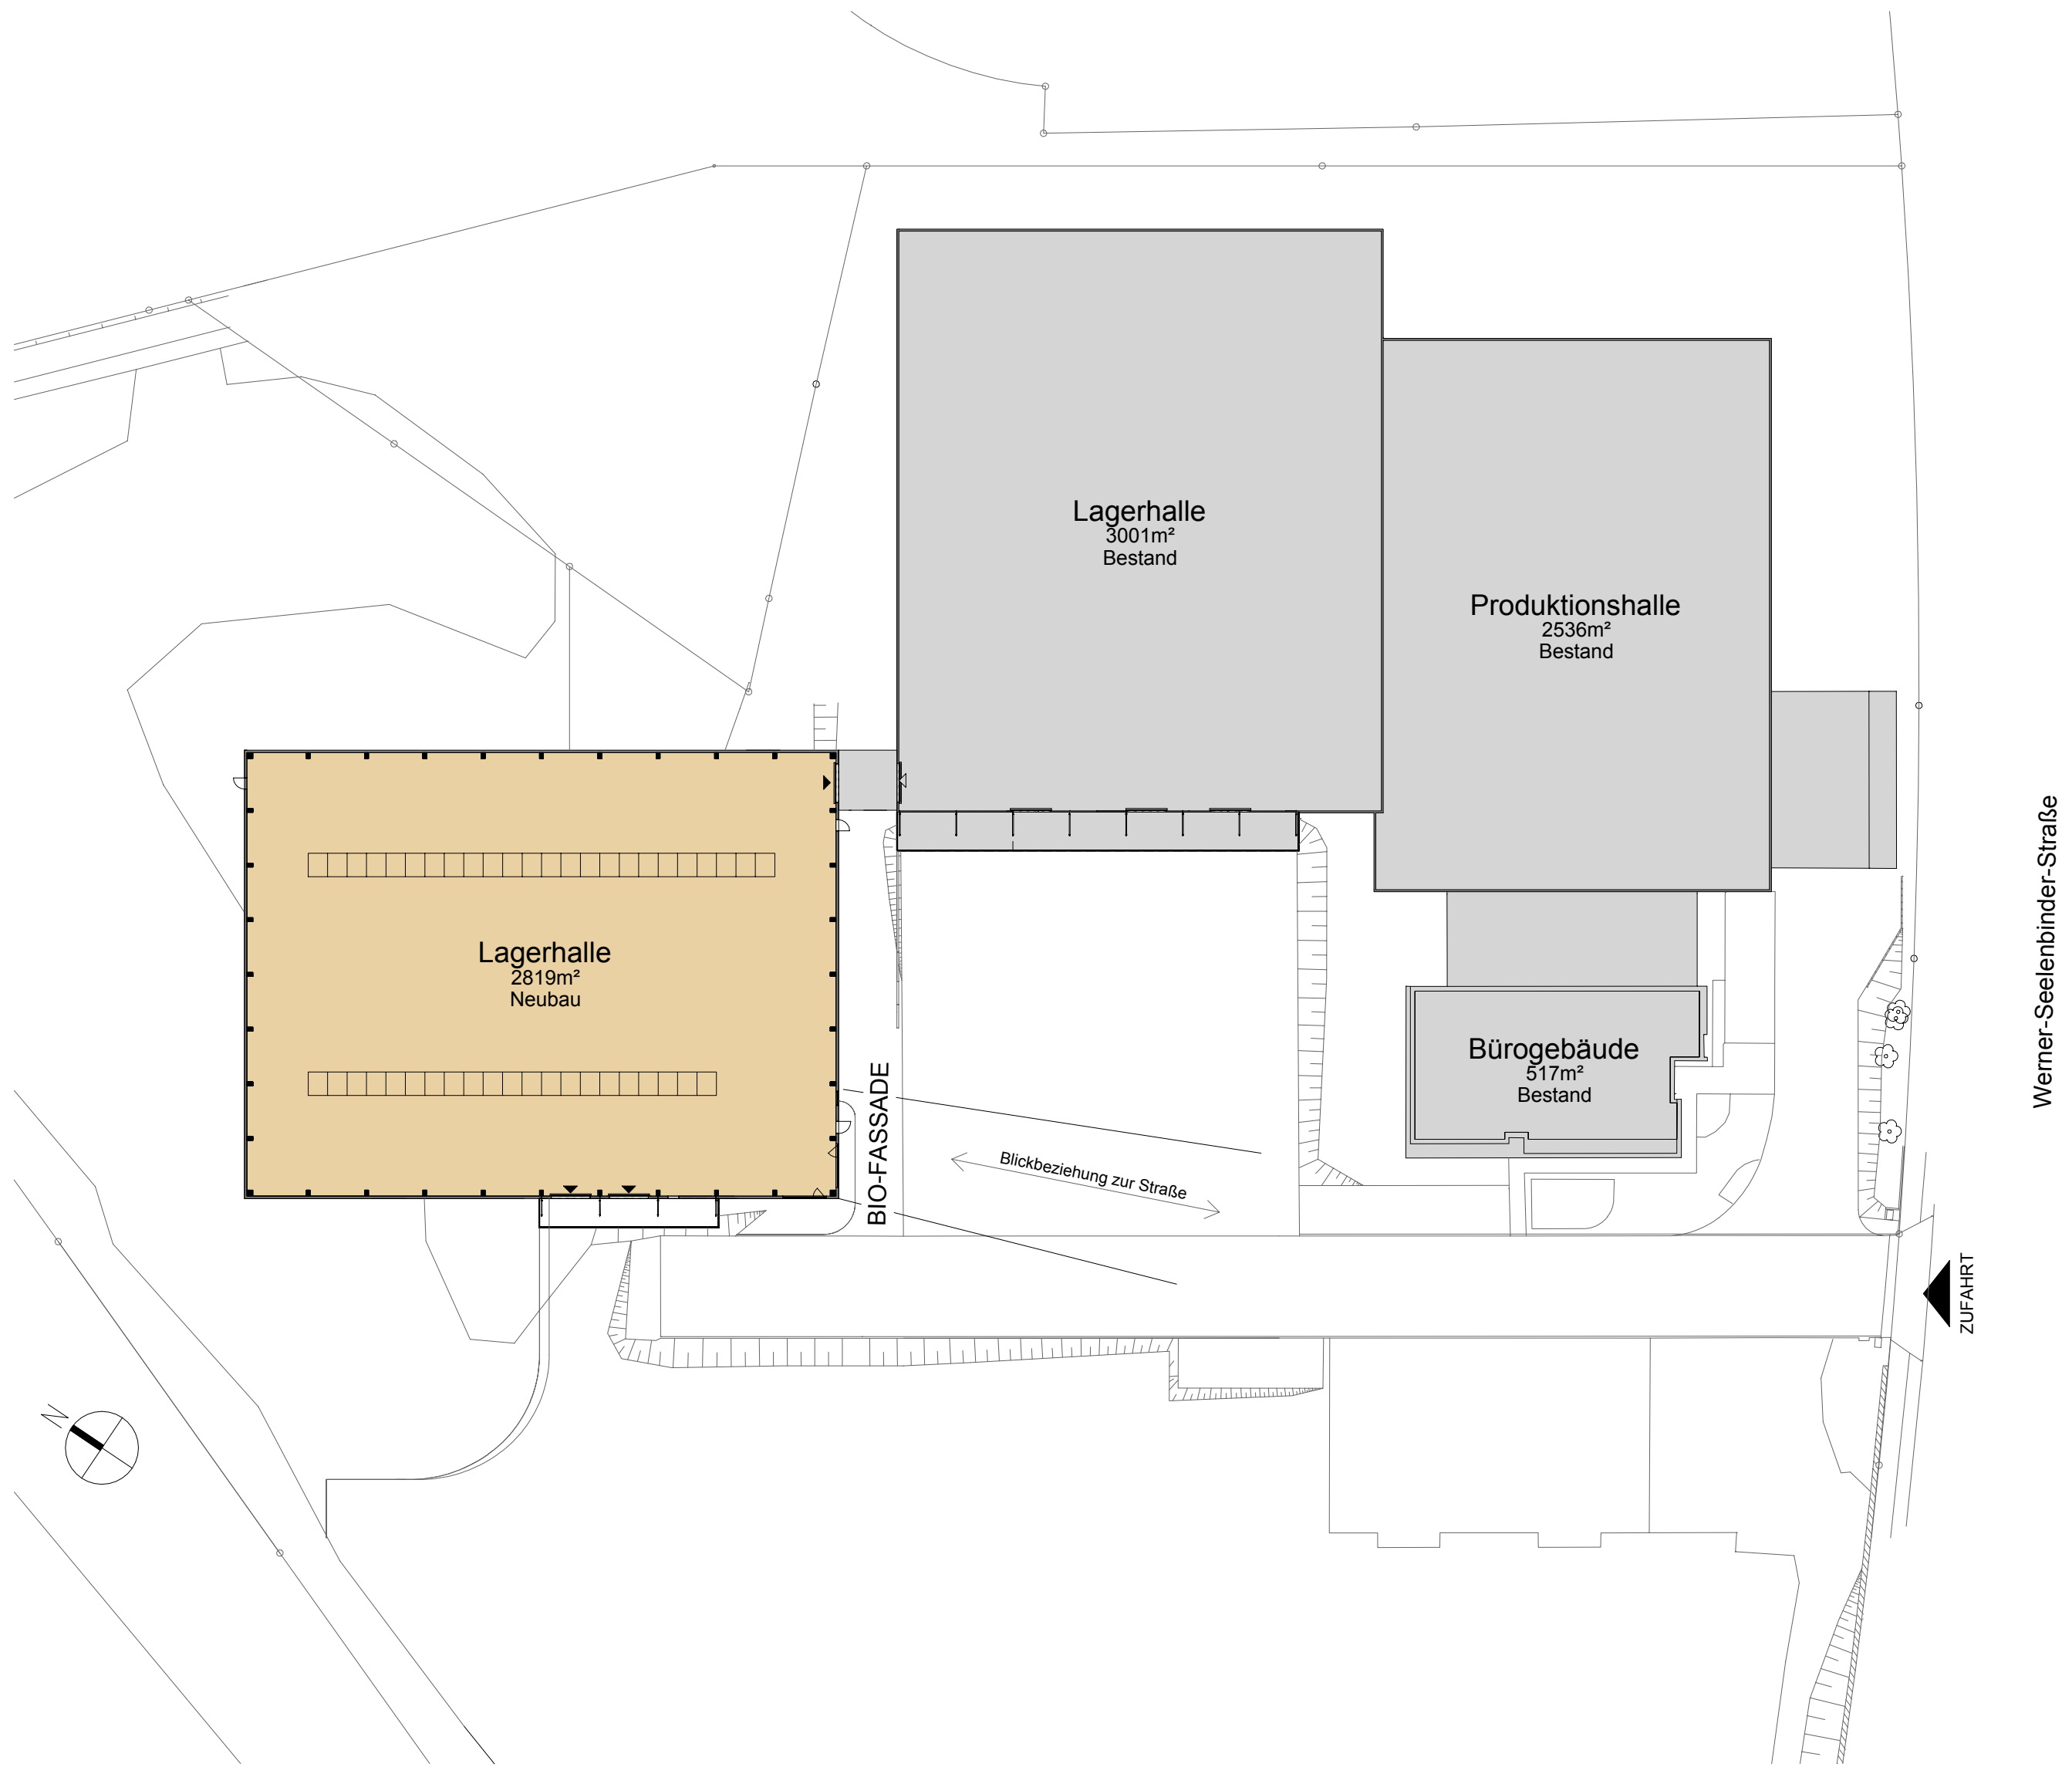 Lagerhalle
3001m²
Bestand
Produktionshalle
2536m²
Bestand
Lagerhalle
2819m²
Neubau
BIO-FASSADE
Blickbeziehung zur Straße
Bürogebäude
517m²
Bestand
Werner-Seelenbinder-Straße
ZUFAHRT
N